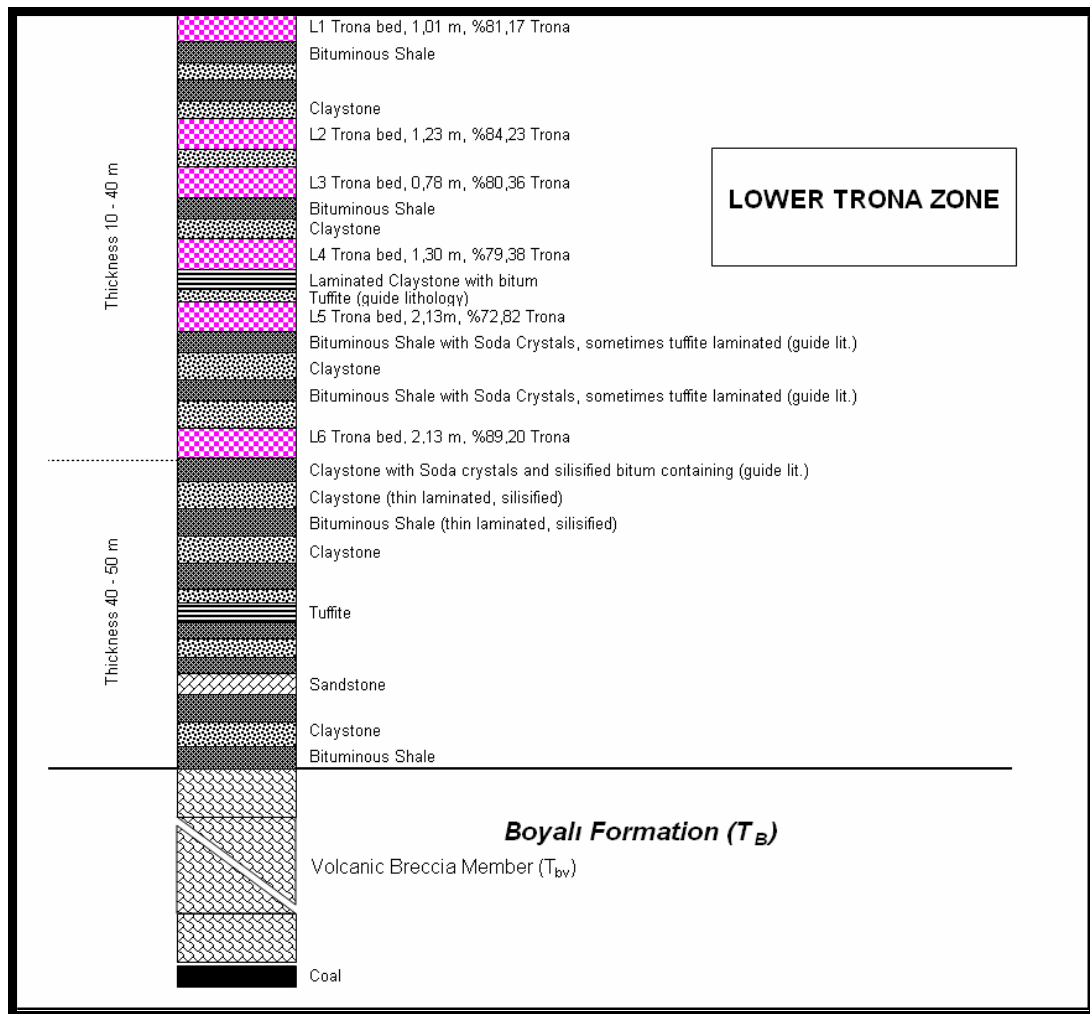 L1 Trona bed, 1,01 m, %81,17 Trona
Bituminous Shale
Claystone
L2 Trona bed, 1,23 m, %84,23 Trona
L3 Trona bed, 0,78 m, %80,36 Trona
Bituminous Shale
Claystone
L4 Trona bed, 1,30 m, %79,38 Trona
Laminated Claystone with bitum
Tuffite (guide lithology)
L5 Trona bed, 2,13m, %72,82 Trona
Bituminous Shale with Soda Crystals, sometimes tuffite laminated (guide lit.)
Claystone
Bituminous Shale with Soda Crystals, sometimes tuffite laminated (guide lit.)
L6 Trona bed, 2,13 m, %89,20 Trona
Thickness 10 - 40 m
LOWER TRONA ZONE
Claystone with Soda crystals and silisified bitum containing (guide lit.)
Claystone (thin laminated, silisified)
Bituminous Shale (thin laminated, silisified)
Claystone
Tuffite
Sandstone
Claystone
Bituminous Shale
Thickness 40 - 50 m
Boyalı Formation (TB)
Volcanic Breccia Member (Tbv)
Coal